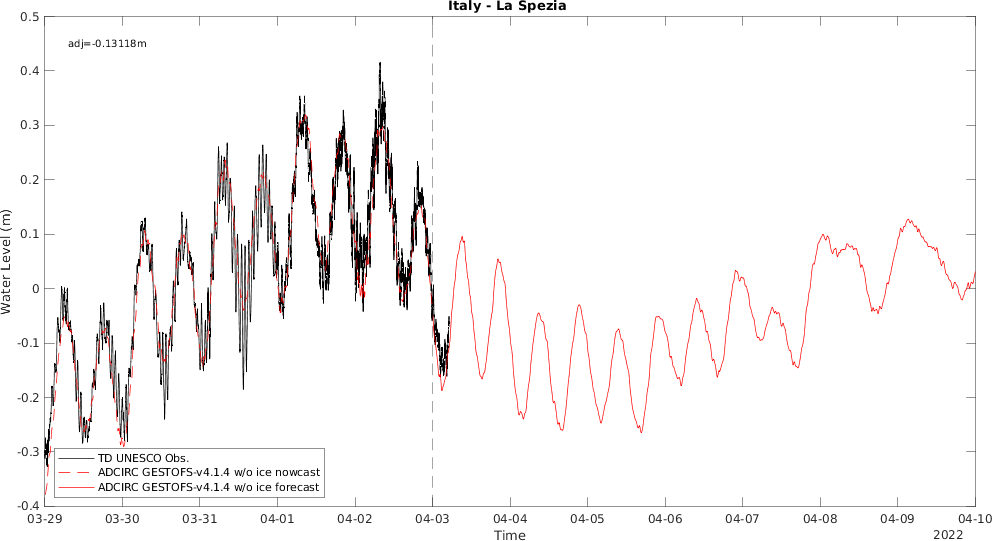 Italy - La Spezia
adj=-0.13118m
Water Level (m)
0.5
0.4
0.3
0.2
0.1
0
-0.1
-0.2
-0.3
-0.4
TD UNESCO Obs.
ADCIRC GESTOFS-v4.1.4 w/o ice nowcast
ADCIRC GESTOFS-v4.1.4 w/o ice forecast
03-29 03-30 03-31 04-01 04-02 04-03 04-04 04-05 04-06 04-07 04-08 04-09 04-10
Time
2022